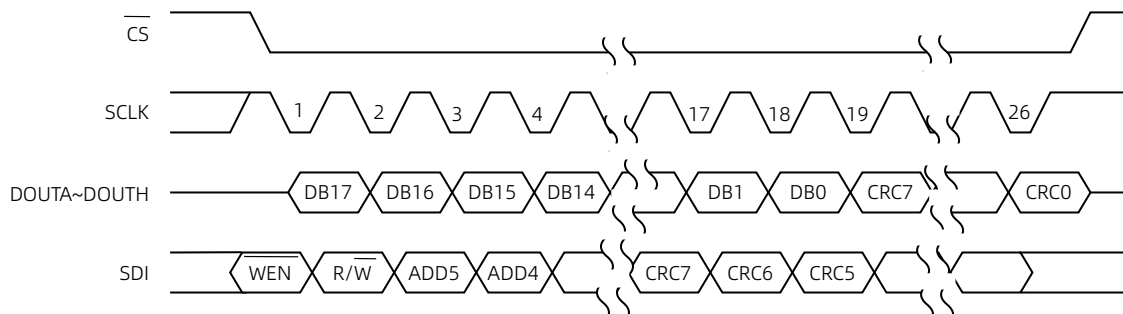 CS
SCLK 1 2 3 4 17 18 19 26
DOUTA~DOUTH DB17 DB16 DB15 DB14 DB1 DB0 CRC7 CRC0
SDI WEN R/W ADD5 ADD4 CRC7 CRC6 CRC5